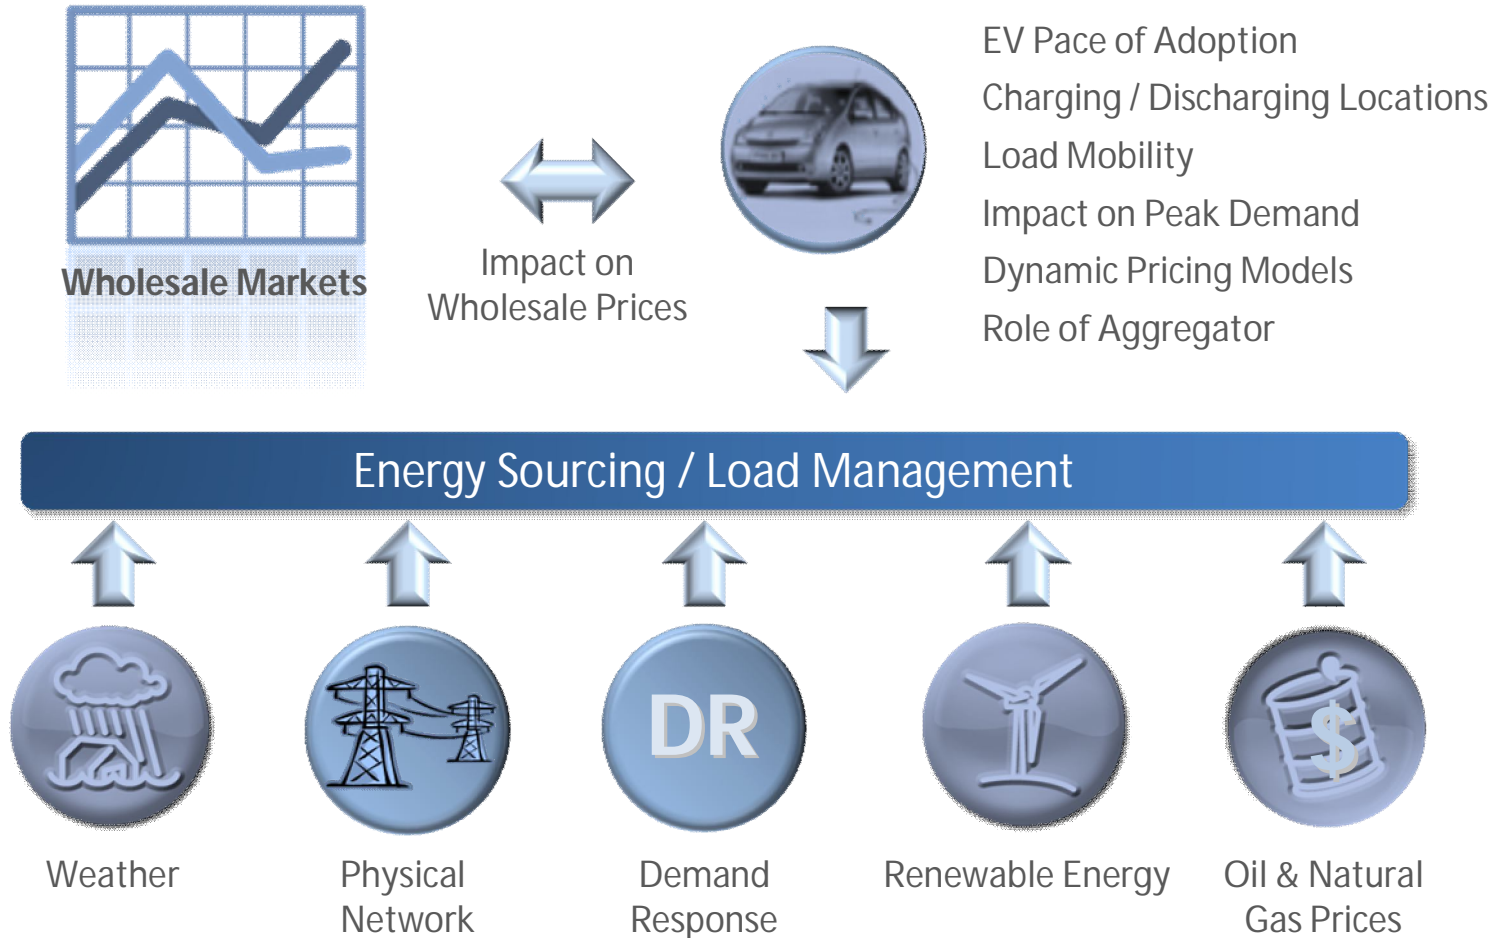 EV Pace of Adoption
Charging / Discharging Locations
Load Mobility
Impact on Peak Demand
Dynamic Pricing Models
Role of Aggregator
Wholesale Markets
Impact on
Wholesale Prices
Energy Sourcing / Load Management
DR
$
Weather
Physical
Network
Demand
Response
Renewable Energy
Oil & Natural
Gas Prices